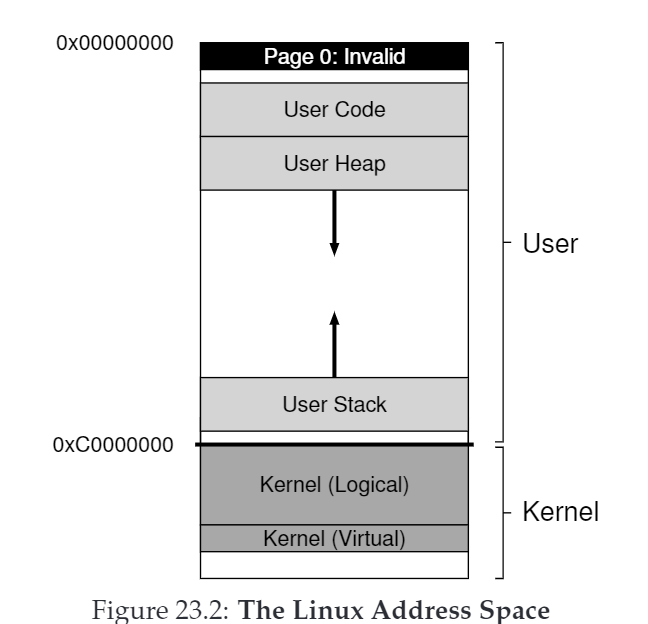 0x00000000
Page 0: Invalid
User Code
User Heap
User
User Stack
0xC0000000
Kernel (Logical)
Kernel
Kernel (Virtual)
Figure 23.2: The Linux Address Space